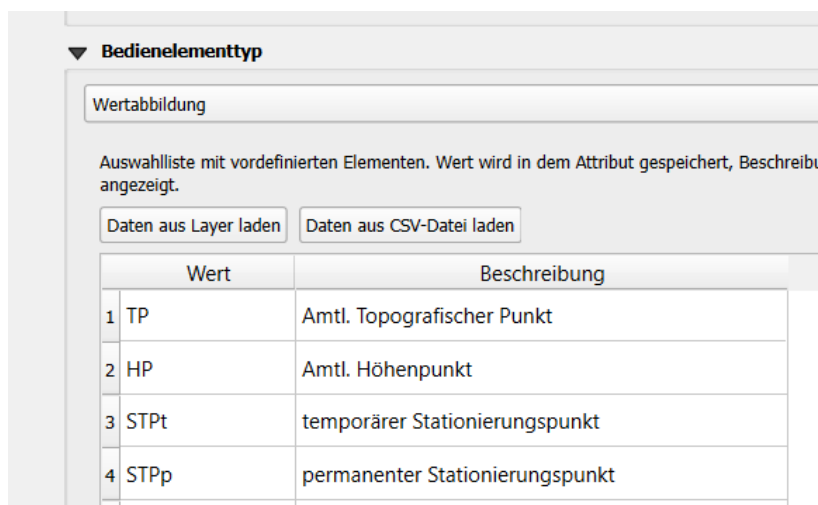 Bedienelementtyp
Wertabbildung
Auswahlliste mit vordefinierten Elementen. Wert wird in dem Attribut gespeichert,
angezeigt.
Daten aus Layer laden Daten aus CSV-Datei laden
Wert Beschreibung
1 TP Amtl. Topografischer Punkt
2 HP Amtl. Höhenpunkt
3 STPt temporärer Stationierungspunkt
4 STPp permanenter Stationierungspunkt